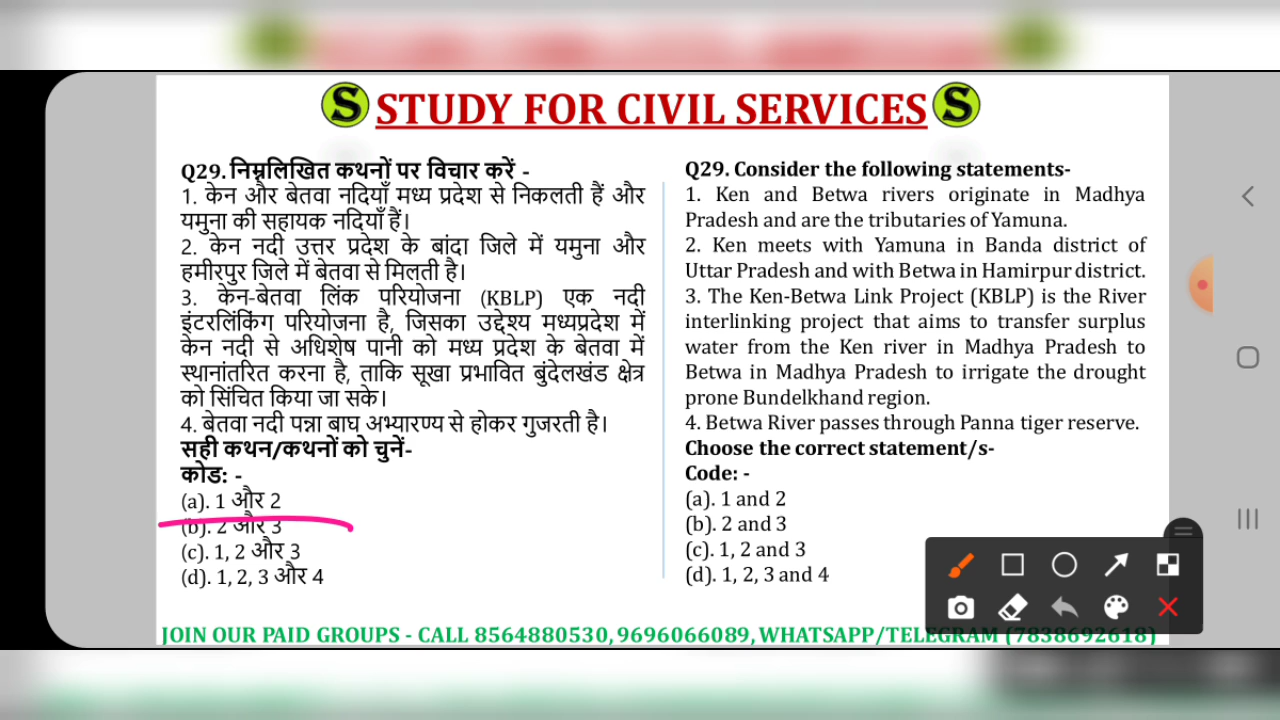 S STUDY FOR CIVIL SERVICES S
Q29. निम्नलिखित कथनों पर विचार करें -
1. केन और बेतवा नदियाँ मध्य प्रदेश से निकलती हैं और
यमुना की सहायक नदियाँ हैं।
2. केन नदी उत्तर प्रदेश के बांदा जिले में यमुना और
हमीरपुर जिले में बेतवा से मिलती है।
3. केन-बेतवा लिंक परियोजना (KBLP) एक नदी
इंटरलिंकिंग परियोजना है, जिसका उद्देश्य मध्यप्रदेश में
केन नदी से अधिशेष पानी को मध्य प्रदेश के बेतवा में
स्थानांतरित करना है, ताकि सूखा प्रभावित बुंदेलखंड क्षेत्र
को सिंचित किया जा सके।
4. बेतवा नदी पन्ना बाघ अभ्यारण्य से होकर गुजरती है।
सही कथन/कथनों को चुनें-
कोड: -
(a). 1 और 2
(b). 2 और 3
(c). 1, 2 और 3
(d). 1, 2, 3 और 4
Q29. Consider the following statements-
1. Ken and Betwa rivers originate in Madhya
Pradesh and are the tributaries of Yamuna.
2. Ken meets with Yamuna in Banda district of
Uttar Pradesh and with Betwa in Hamirpur district.
3. The Ken-Betwa Link Project (KBLP) is the River
interlinking project that aims to transfer surplus
water from the Ken river in Madhya Pradesh to
Betwa in Madhya Pradesh to irrigate the drought
prone Bundelkhand region.
4. Betwa River passes through Panna tiger reserve.
Choose the correct statement/s-
Code: -
(a). 1 and 2
(b). 2 and 3
(c). 1, 2 and 3
(d). 1, 2, 3 and 4
JOIN OUR PAID GROUPS - CALL 8564880530, 9696066089, WHATSAPP/TELEGRAM (7838692618)